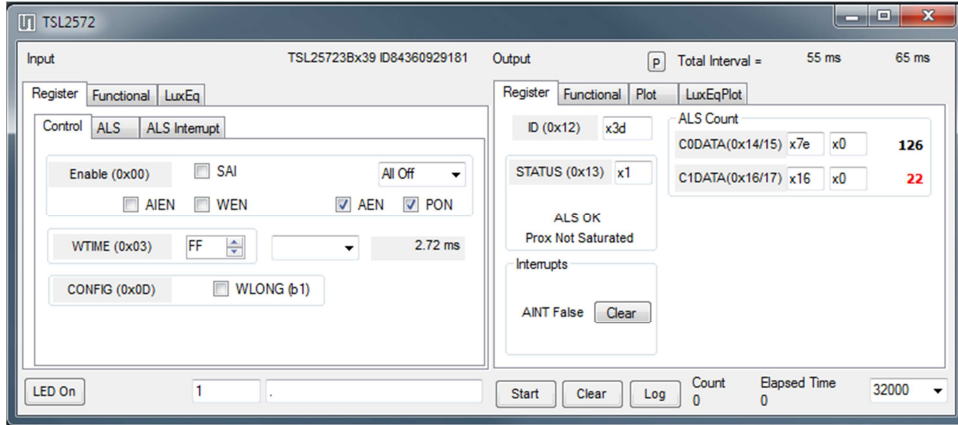 TSL2572
Input TSL25723Bx39 ID84360929181
Output P Total Interval = 55 ms 65 ms
Register Functional LuxEq
Control ALS ALS Interrupt
Enable (0x00) SAI All Off
AIEN WEN AEN PON
WTIME (0x03) FF 2.72 ms
CONFIG (0x0D) WLONG (b1)
LED On 1 .
Register Functional Plot LuxEqPlot
ID (0x12) x3d
STATUS (0x13) x1
ALS OK
Prox Not Saturated
Interrupts
AINT False Clear
ALS Count
C0DATA(0x14/15) x7e x0 126
C1DATA(0x16/17) x16 x0 22
Start Clear Log Count Elapsed Time 32000
0 0